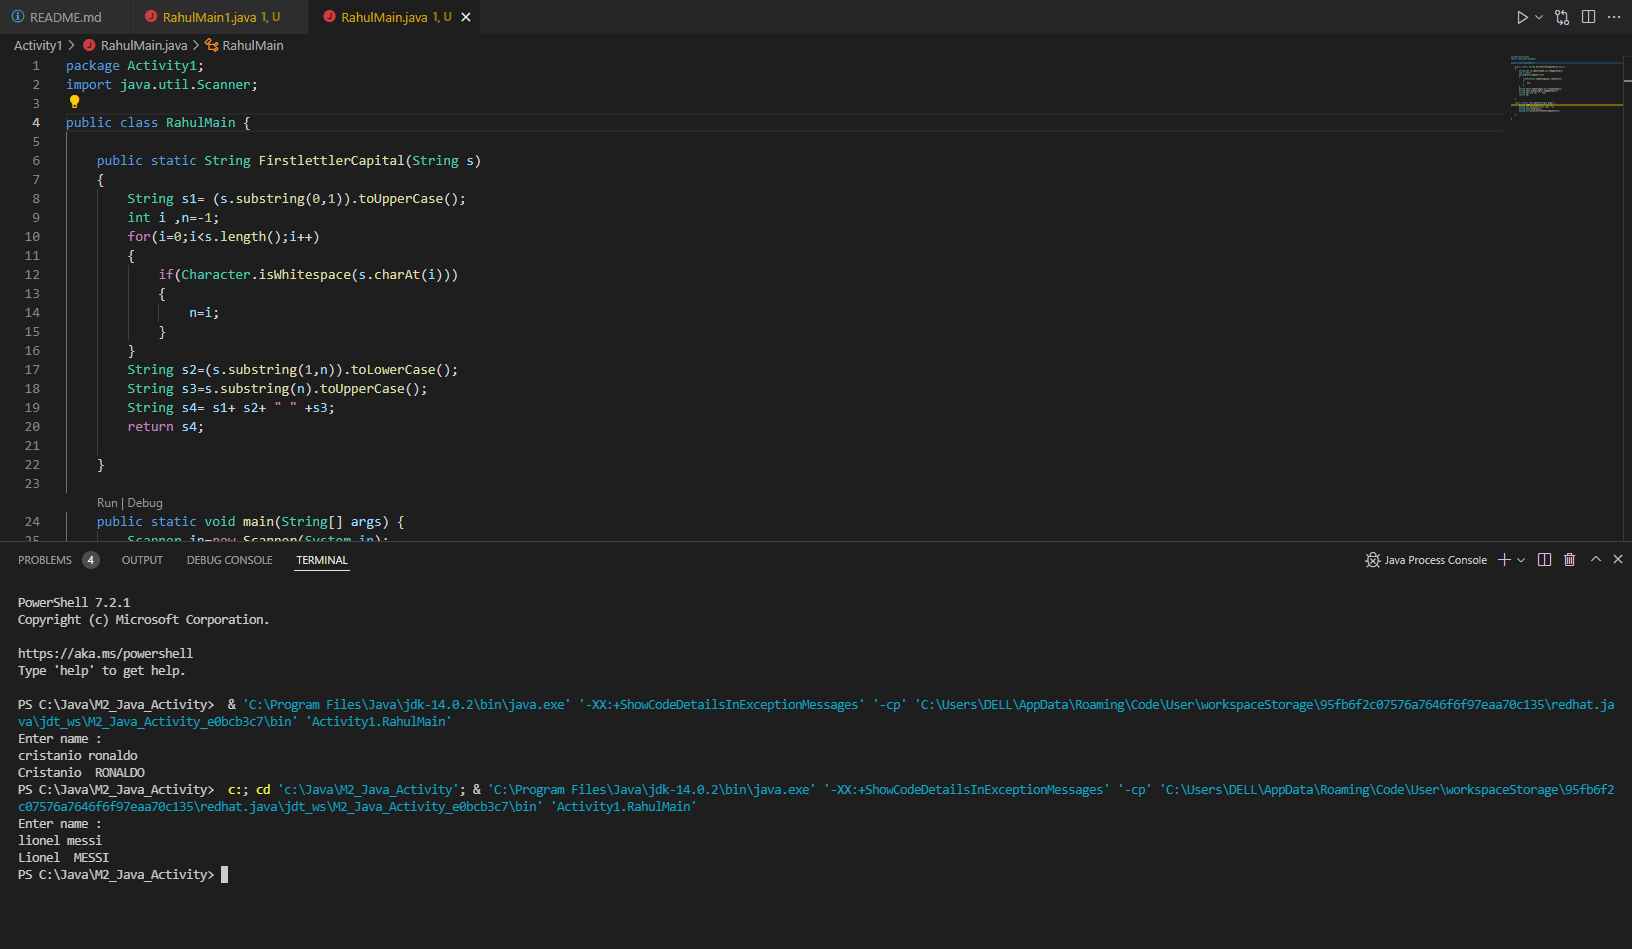 README.md RahulMain1.java 1, U RahulMain.java 1, U
Activity1 > RahulMain.java > RahulMain
1 package Activity1;
2 import java.util.Scanner;
3
4 public class RahulMain {
5
6 public static String FirstlettlerCapital(String s)
7 {
8 String s1= (s.substring(0,1)).toUpperCase();
9 int i ,n=-1;
10 for(i=0;i<s.length();i++)
11 {
12 if(Character.isWhitespace(s.charAt(i)))
13 {
14 n=i;
15 }
16 }
17 String s2=(s.substring(1,n)).toLowerCase();
18 String s3=s.substring(n).toUpperCase();
19 String s4= s1+ s2+ " " +s3;
20 return s4;
21
22 }
23
Run | Debug
24 public static void main(String[] args) {
25 Scanner in=new Scanner(System.in);
PROBLEMS 4 OUTPUT DEBUG CONSOLE TERMINAL Java Process Console
PowerShell 7.2.1
Copyright (c) Microsoft Corporation.
https://aka.ms/powershell
Type 'help' to get help.
PS C:\Java\M2_Java_Activity>  & 'C:\Program Files\Java\jdk-14.0.2\bin\java.exe' '-XX:+ShowCodeDetailsInExceptionMessages' '-cp' 'C:\Users\DELL\AppData\Roaming\Code\User\workspaceStorage\95fb6f2c07576a7646f6f97eaa70c135\redhat.ja
va\jdt_ws\M2_Java_Activity_e0bcb3c7\bin' 'Activity1.RahulMain'
Enter name :
cristanio ronaldo
Cristanio  RONALDO
PS C:\Java\M2_Java_Activity>  c:; cd 'c:\Java\M2_Java_Activity'; & 'C:\Program Files\Java\jdk-14.0.2\bin\java.exe' '-XX:+ShowCodeDetailsInExceptionMessages' '-cp' 'C:\Users\DELL\AppData\Roaming\Code\User\workspaceStorage\95fb6f2
c07576a7646f6f97eaa70c135\redhat.java\jdt_ws\M2_Java_Activity_e0bcb3c7\bin' 'Activity1.RahulMain'
Enter name :
lionel messi
Lionel  MESSI
PS C:\Java\M2_Java_Activity>